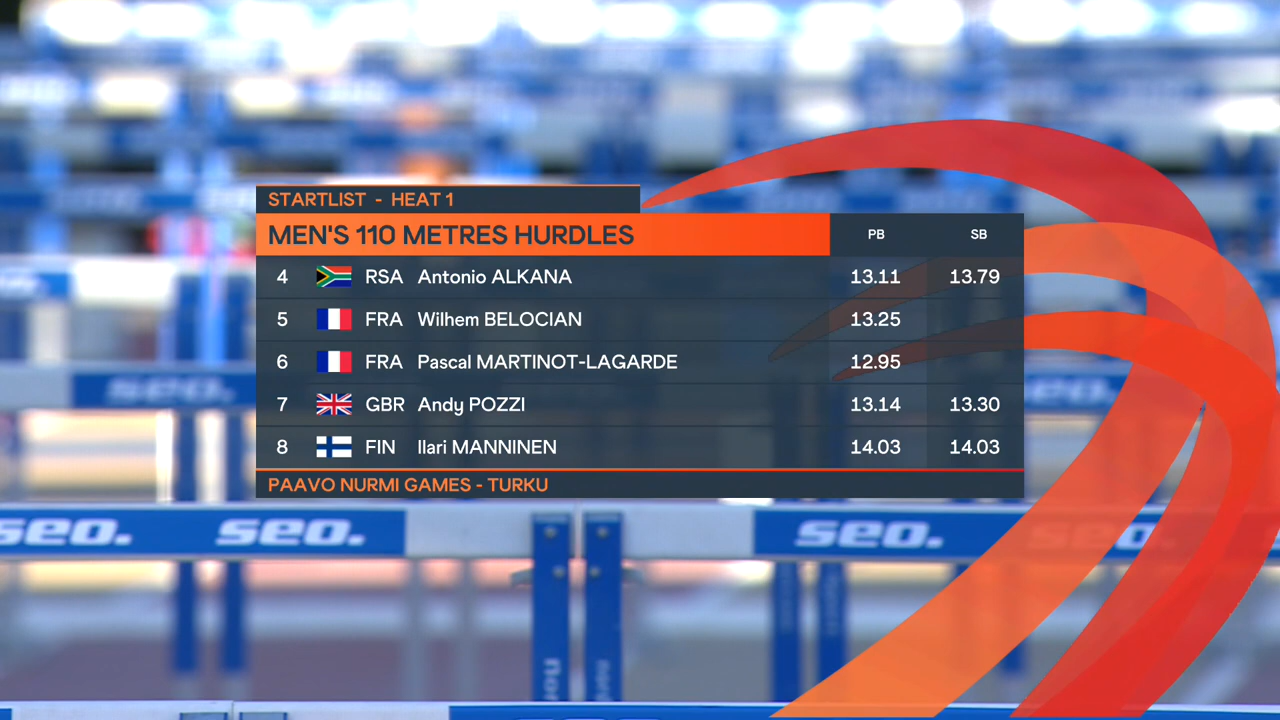 STARTLIST - HEAT 1
MEN'S 110 METRES HURDLES PB SB
4 RSA Antonio ALKANA 13.11 13.79
5 FRA Wilhem BELOCIAN 13.25
6 FRA Pascal MARTINOT-LAGARDE 12.95
7 GBR Andy POZZI 13.14 13.30
8 FIN Ilari MANNINEN 14.03 14.03
PAAVO NURMI GAMES - TURKU
seo. seo. seo. seo.